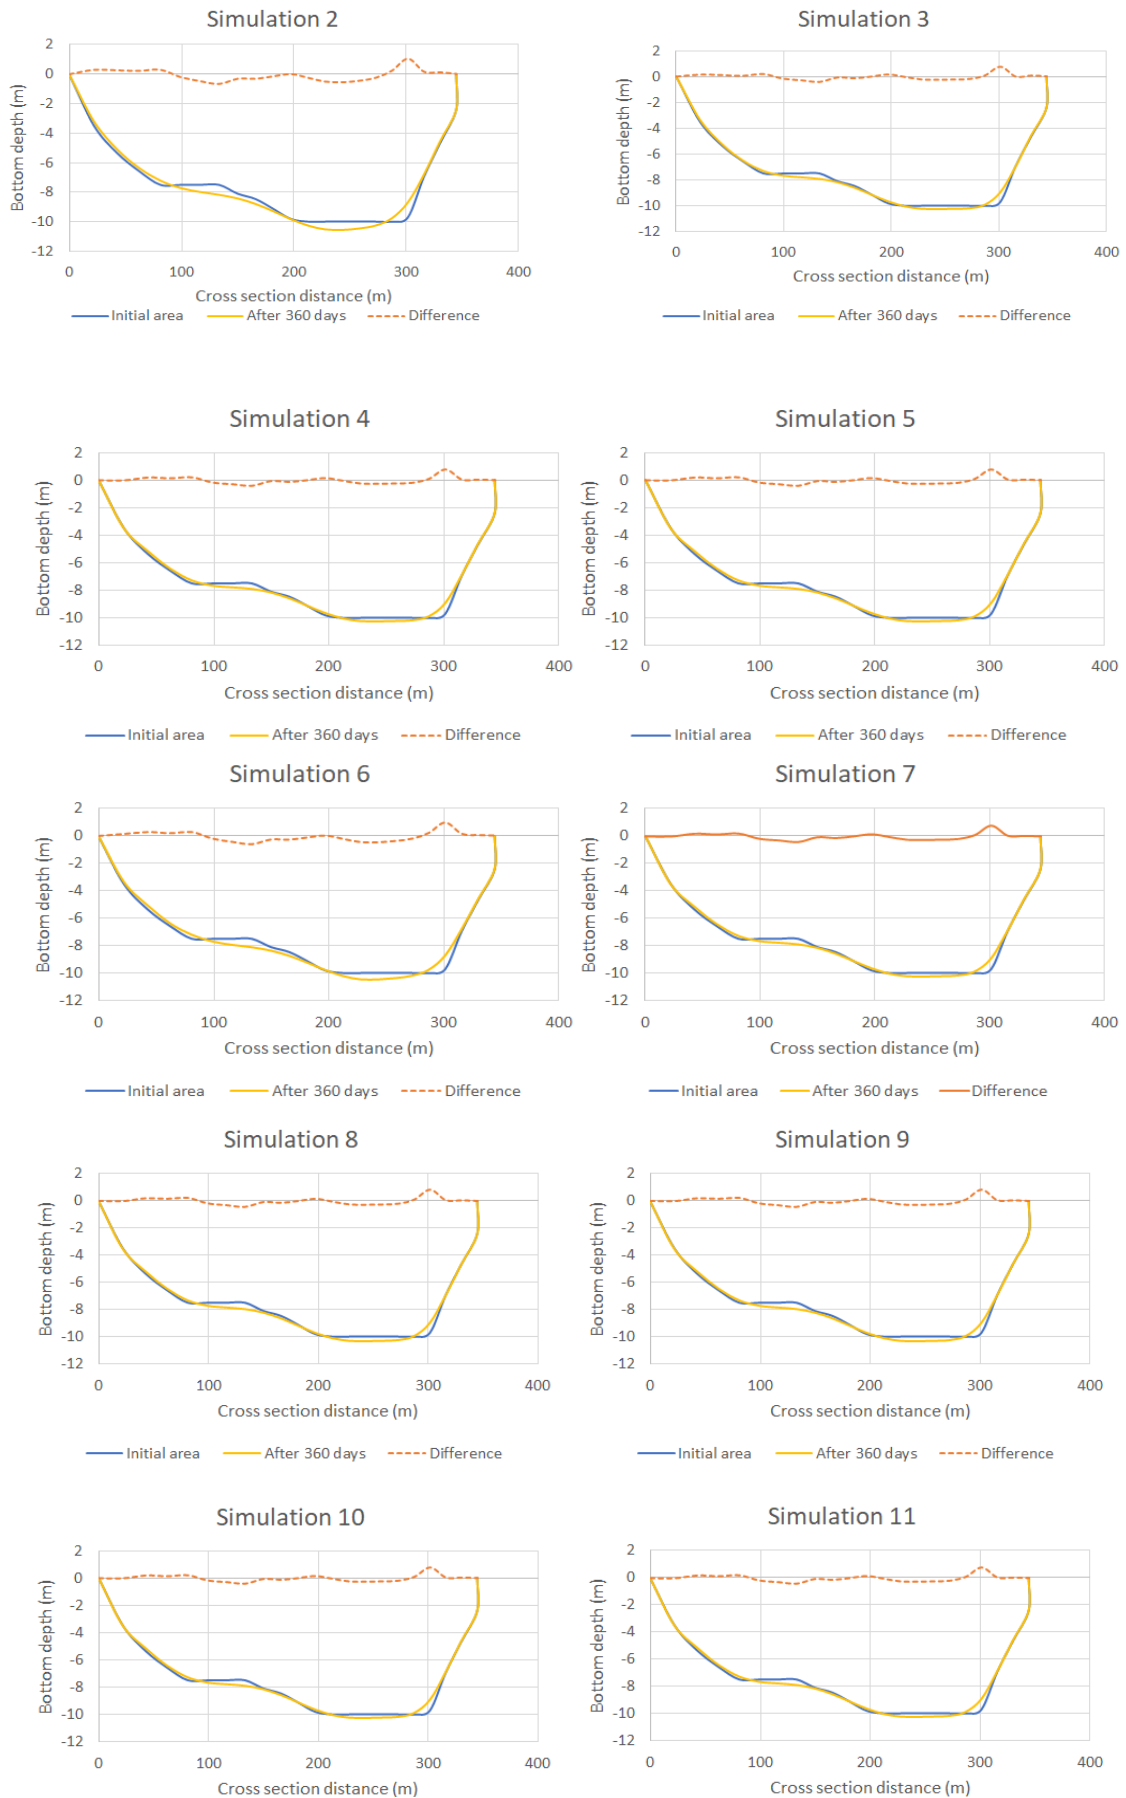 Simulation 2
Bottom depth (m)
2
0
-2
-4
-6
-8
-10
-12
0 100 200 300 400
Cross section distance (m)
Initial area After 360 days Difference
Simulation 3
Bottom depth (m)
2
0
-2
-4
-6
-8
-10
-12
0 100 200 300 400
Cross section distance (m)
Initial area After 360 days Difference
Simulation 4
Bottom depth (m)
2
0
-2
-4
-6
-8
-10
-12
0 100 200 300 400
Cross section distance (m)
Initial area After 360 days Difference
Simulation 5
Bottom depth (m)
2
0
-2
-4
-6
-8
-10
-12
0 100 200 300 400
Cross section distance (m)
Initial area After 360 days Difference
Simulation 6
Bottom depth (m)
2
0
-2
-4
-6
-8
-10
-12
0 100 200 300 400
Cross section distance (m)
Initial area After 360 days Difference
Simulation 7
Bottom depth (m)
2
0
-2
-4
-6
-8
-10
-12
0 100 200 300 400
Cross section distance (m)
Initial area After 360 days Difference
Simulation 8
Bottom depth (m)
2
0
-2
-4
-6
-8
-10
-12
0 100 200 300 400
Cross section distance (m)
Initial area After 360 days Difference
Simulation 9
Bottom depth (m)
2
0
-2
-4
-6
-8
-10
-12
0 100 200 300 400
Cross section distance (m)
Initial area After 360 days Difference
Simulation 10
Bottom depth (m)
2
0
-2
-4
-6
-8
-10
-12
0 100 200 300 400
Cross section distance (m)
Simulation 11
Bottom depth (m)
2
0
-2
-4
-6
-8
-10
-12
0 100 200 300 400
Cross section distance (m)